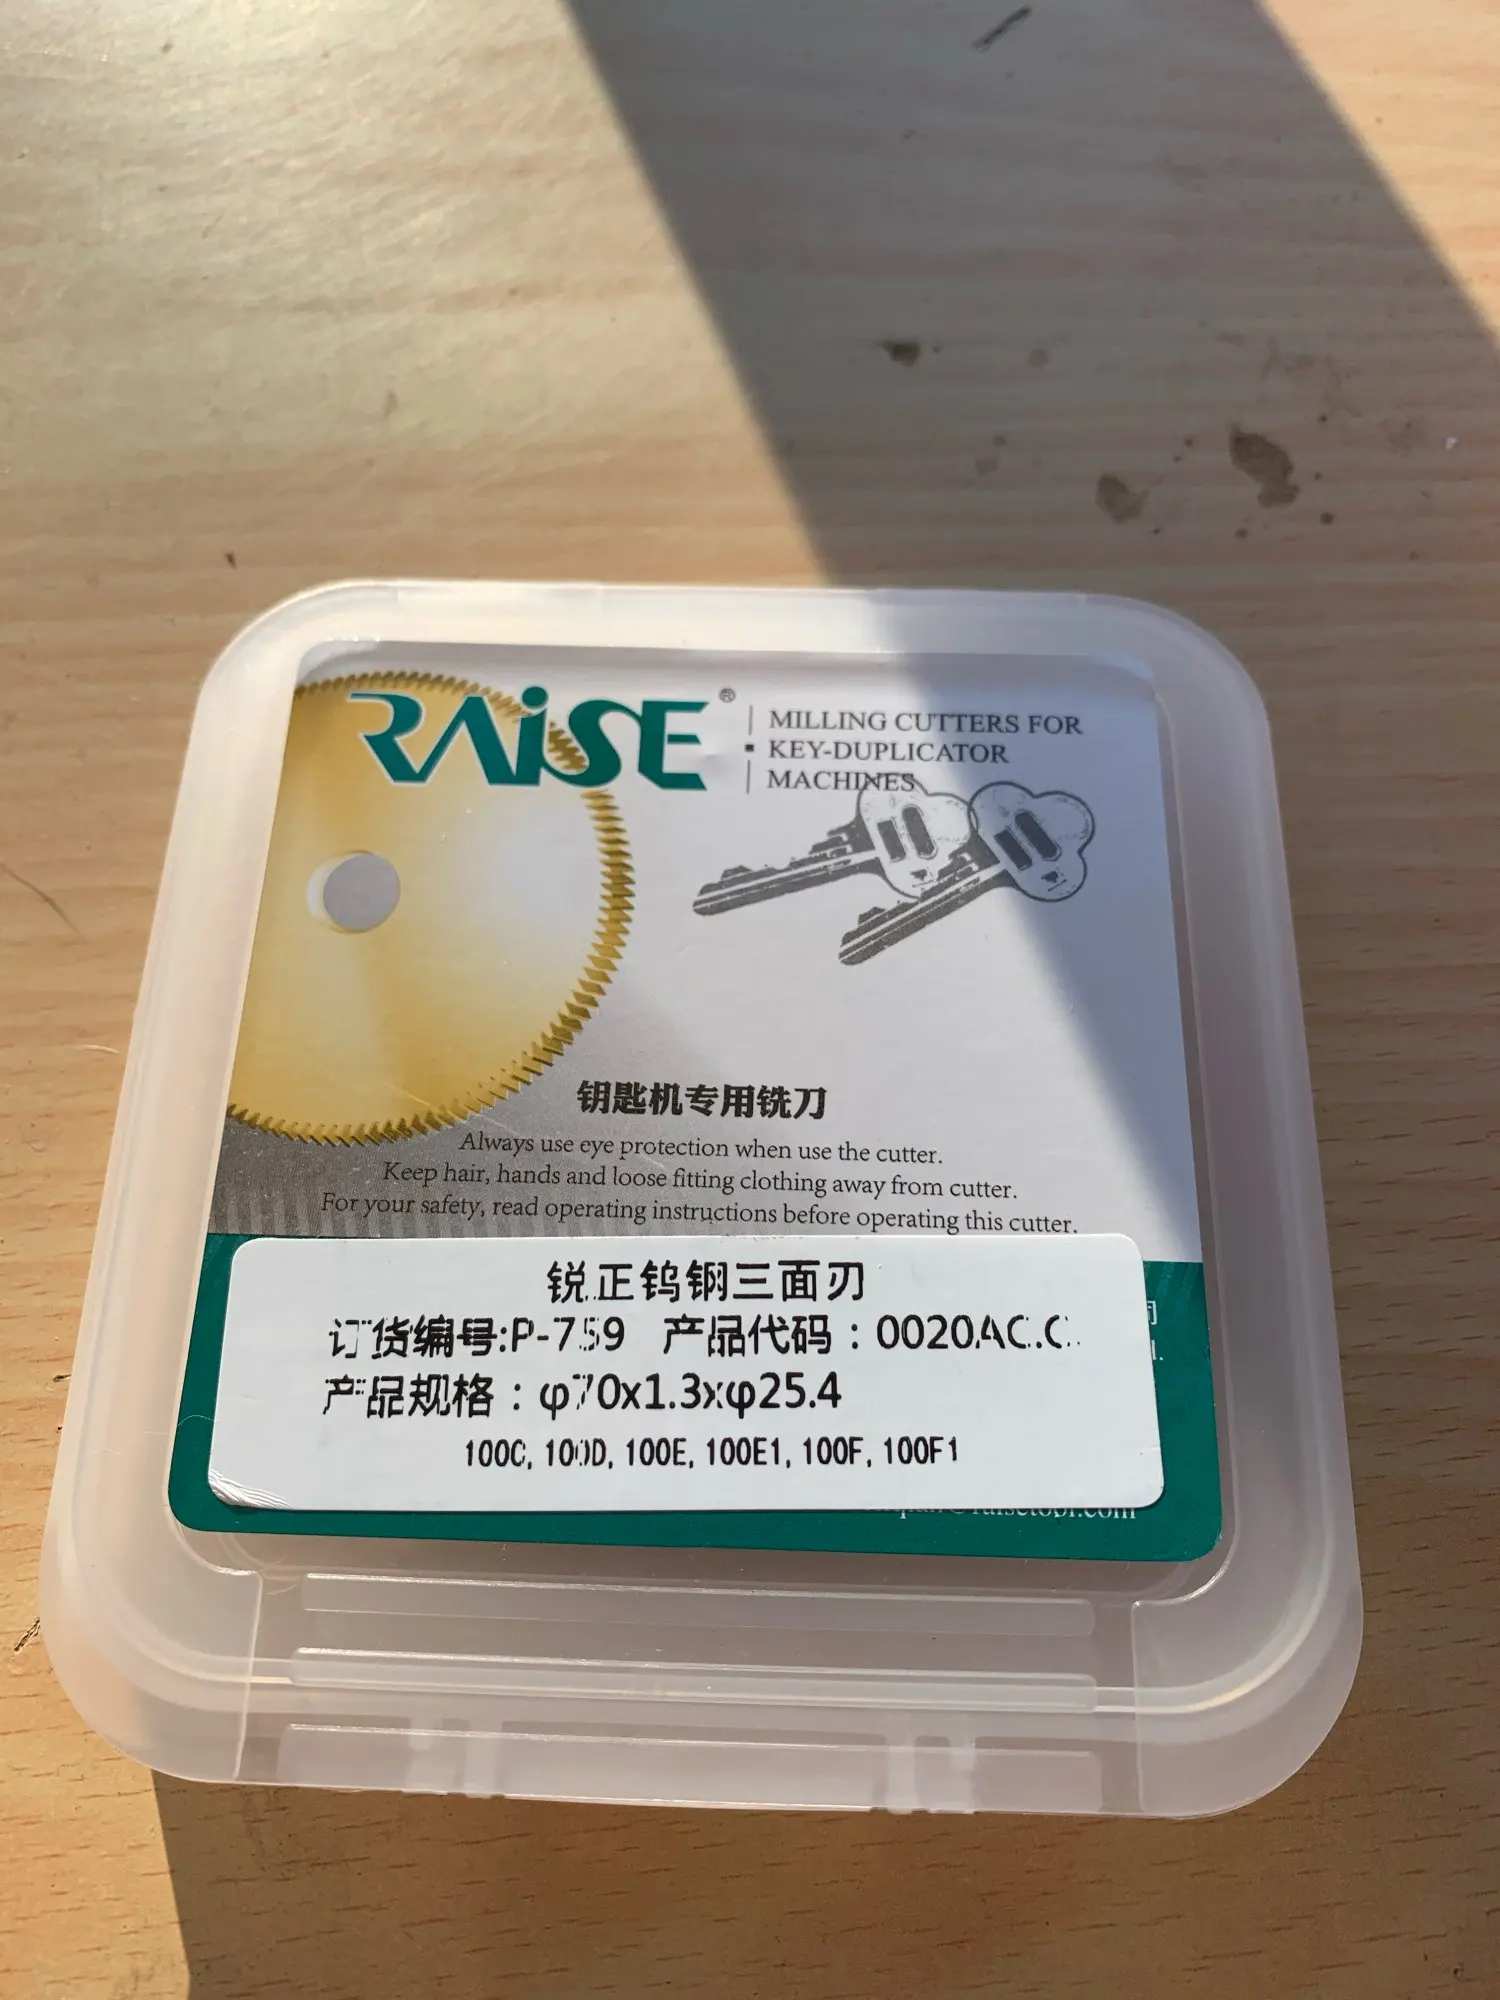 RAISE®
MILLING CUTTERS FOR
KEY-DUPLICATOR
MACHINES
钥匙机专用铣刀
Always use eye protection when use the cutter.
Keep hair, hands and loose fitting clothing away from cutter.
For your safety, read operating instructions before operating this cutter.
锐正钨钢三面刃
订货编号:P-759 产品代码：0020AC.C.
产品规格：φ70x1.3xφ25.4
100C, 100D, 100E, 100E1, 100F, 100F1